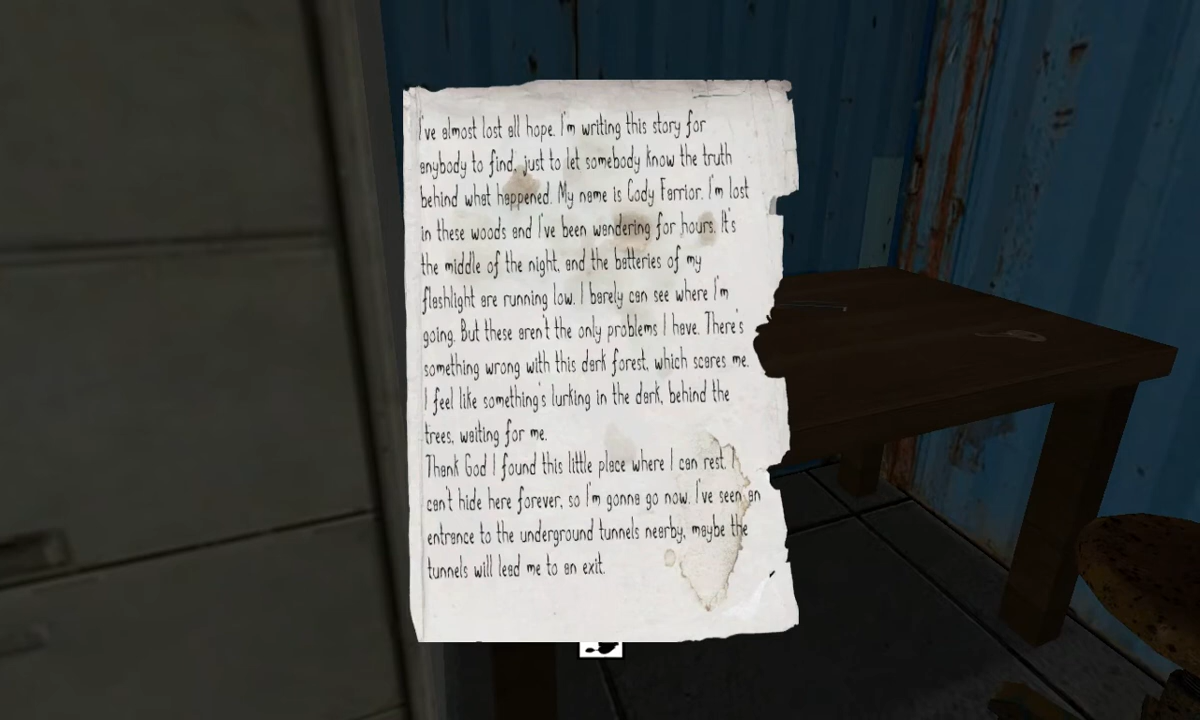 I've almost lost all hope. I'm writing this story for
anybody to find, just to let somebody know the truth
behind what happened. My name is Cody Farrior. I'm lost
in these woods and I've been wandering for hours. It's
the middle of the night, and the batteries of my
flashlight are running low. I barely can see where I'm
going. But these aren't the only problems I have. There's
something wrong with this dark forest, which scares me.
I feel like something's lurking in the dark, behind the
trees, waiting for me.
Thank God I found this little place where I can rest. I
can't hide here forever, so I'm gonna go now. I've seen an
entrance to the underground tunnels nearby, maybe the
tunnels will lead me to an exit.